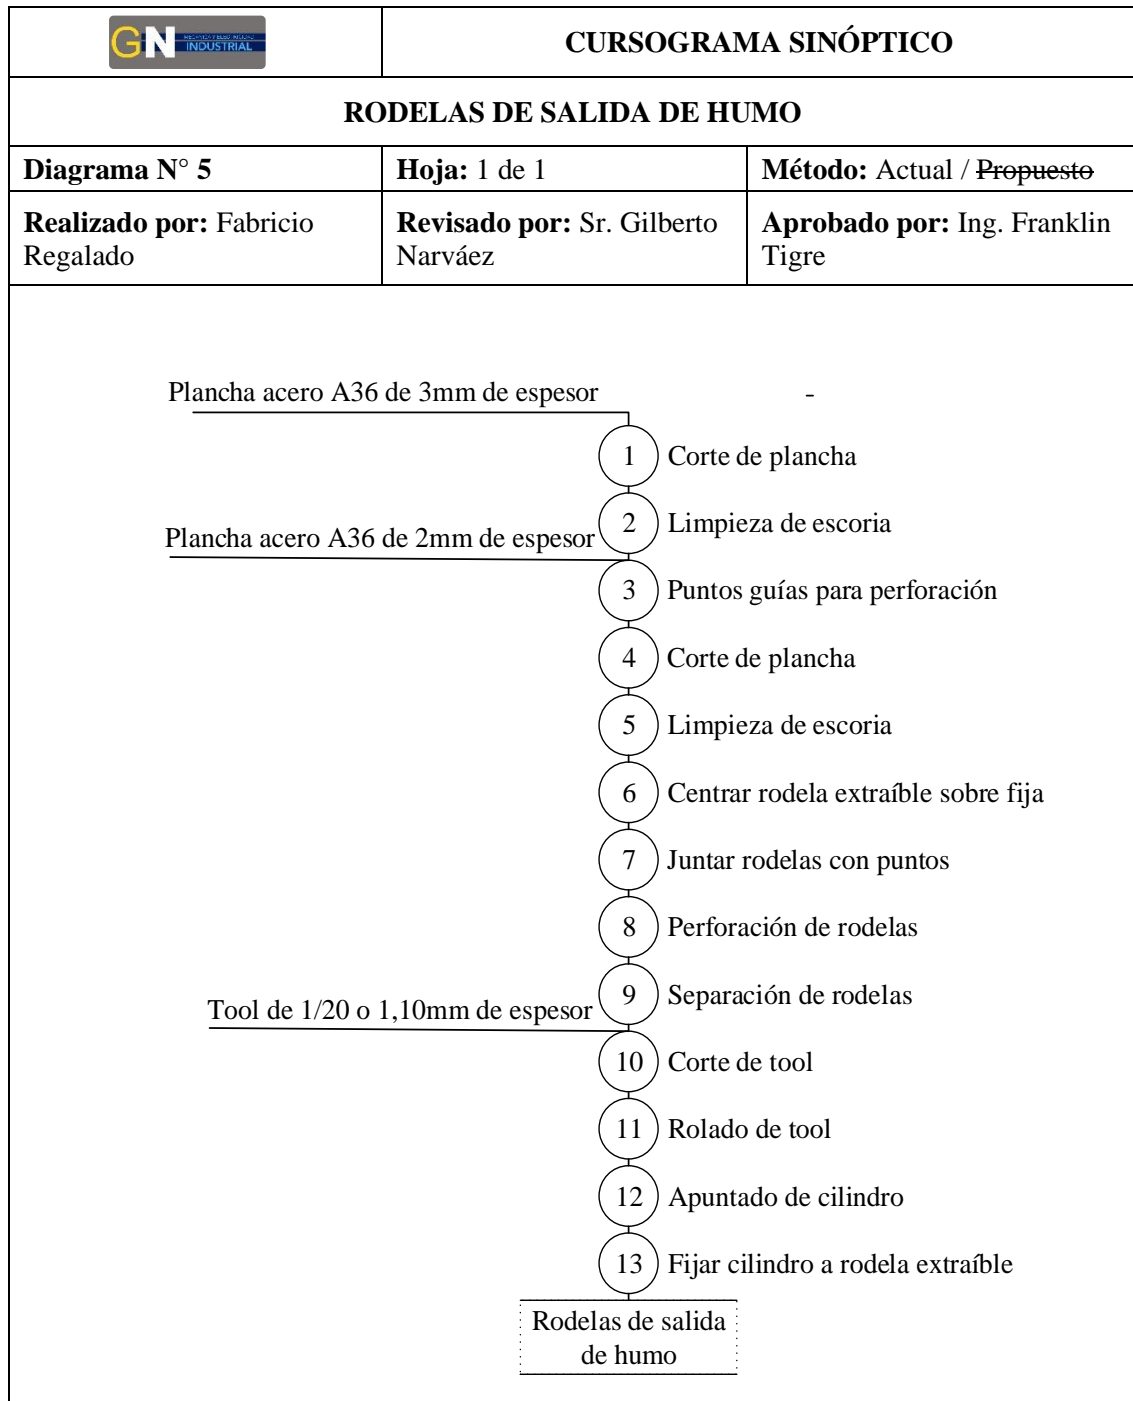 GN
INDUSTRIAL
CURSOGRAMA SINÓPTICO
RODELAS DE SALIDA DE HUMO
Diagrama N° 5
Hoja: 1 de 1
Método: Actual / Propuesto
Realizado por: Fabricio
Regalado
Revisado por: Sr. Gilberto
Narváez
Aprobado por: Ing. Franklin
Tigre
Plancha acero A36 de 3mm de espesor
-
1 Corte de plancha
2 Limpieza de escoria
Plancha acero A36 de 2mm de espesor
3 Puntos guías para perforación
4 Corte de plancha
5 Limpieza de escoria
6 Centrar rodela extraíble sobre fija
7 Juntar rodelas con puntos
8 Perforación de rodelas
9 Separación de rodelas
Tool de 1/20 o 1,10mm de espesor
10 Corte de tool
11 Rolado de tool
12 Apuntado de cilindro
13 Fijar cilindro a rodela extraíble
Rodelas de salida
de humo